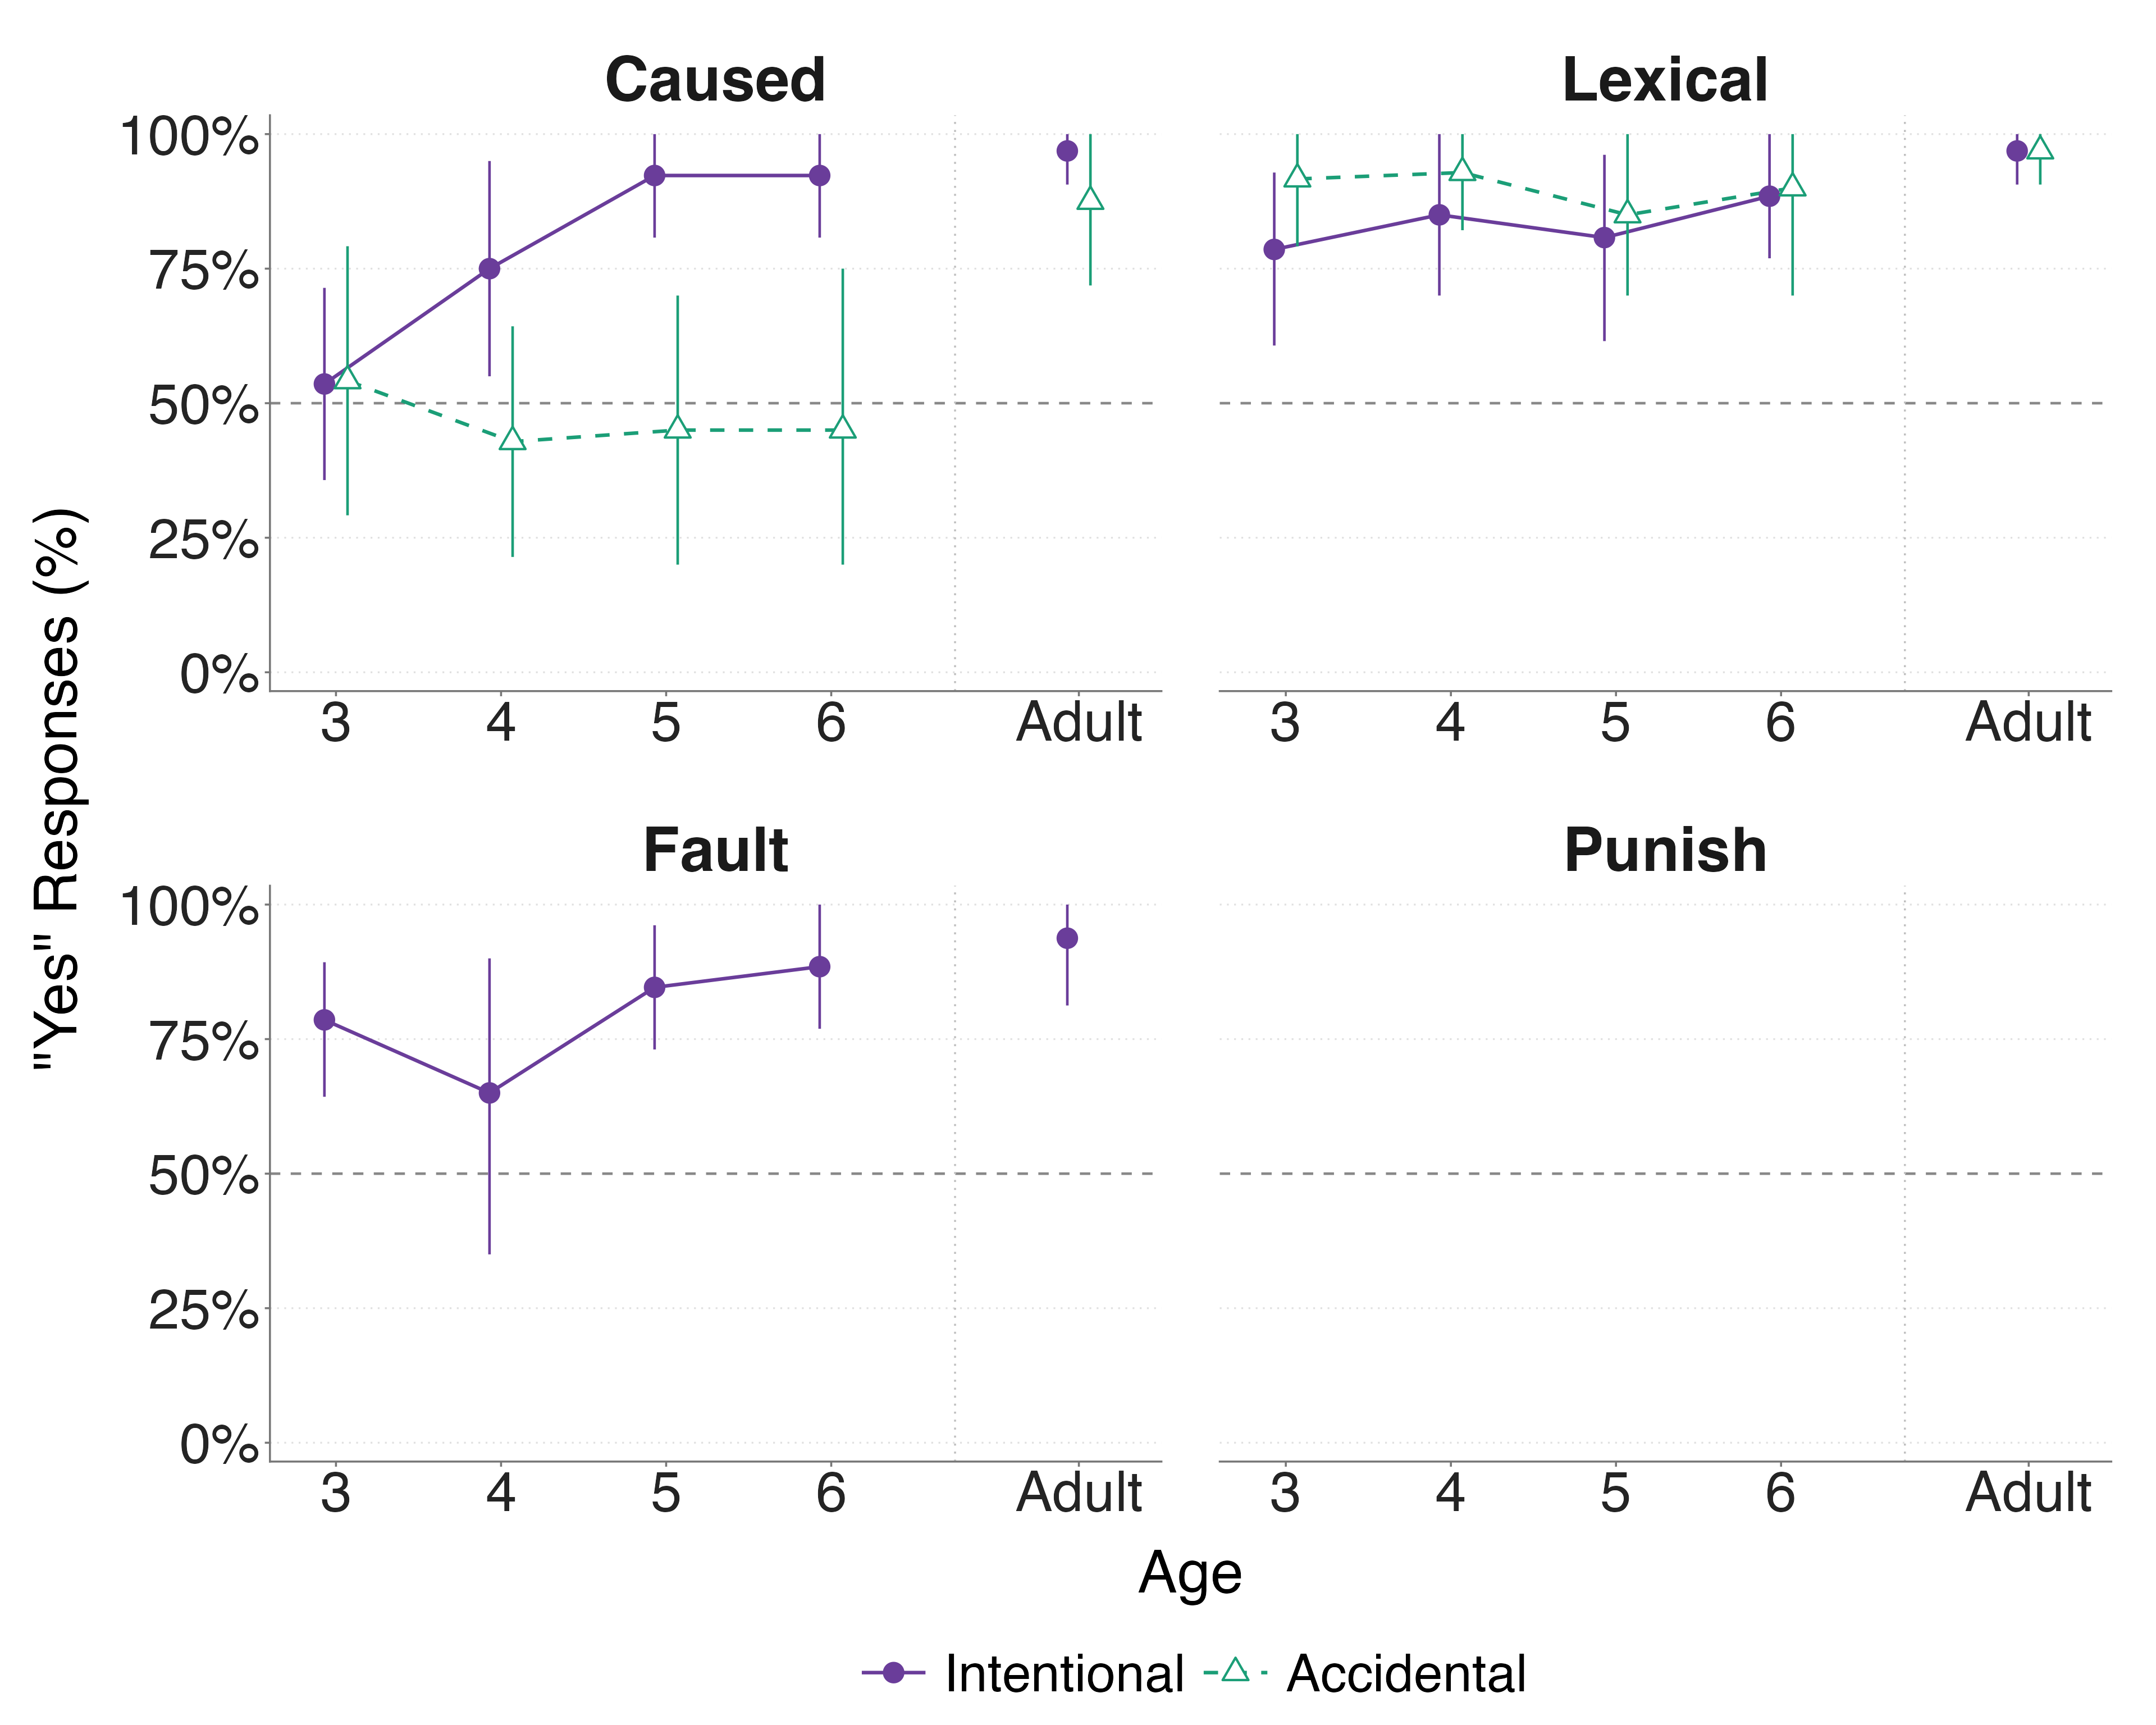 Caused
Lexical
100%
75%
50%
25%
0%
3 4 5 6 Adult
3 4 5 6 Adult
"Yes" Responses (%)
Fault
Punish
100%
75%
50%
25%
0%
3 4 5 6 Adult
3 4 5 6 Adult
Age
Intentional Accidental